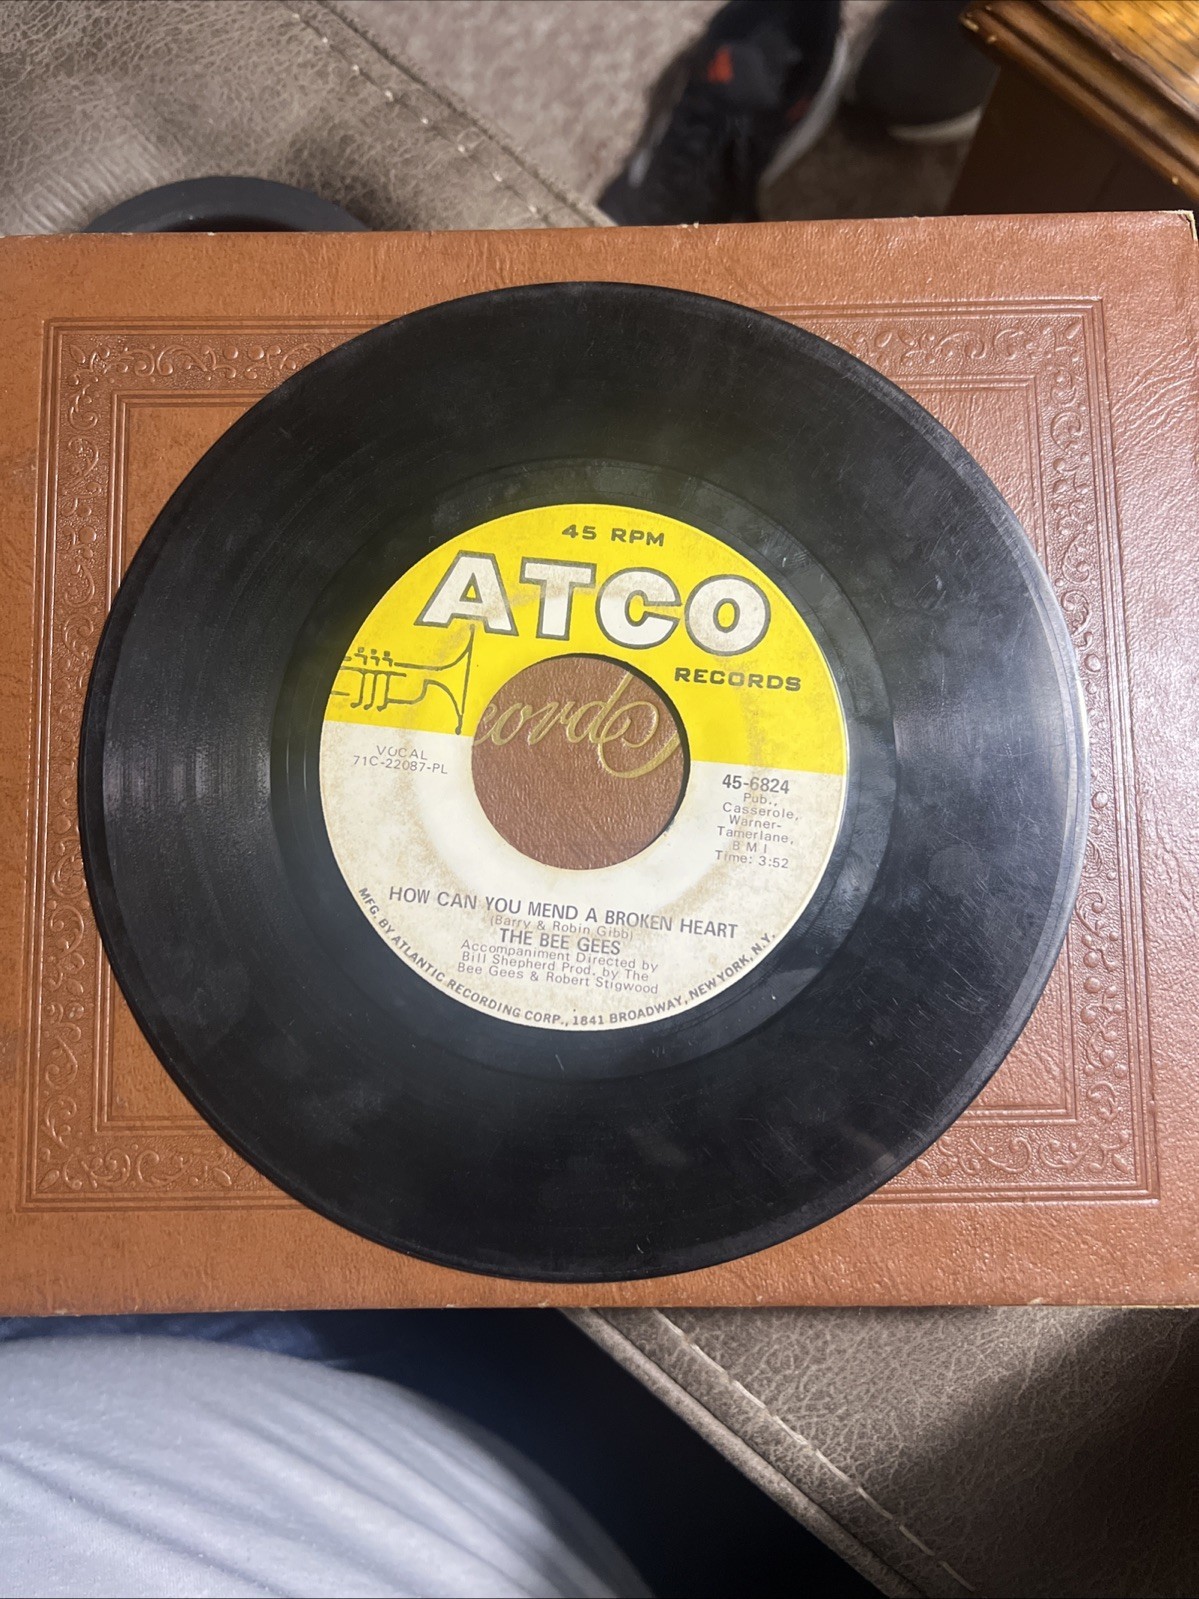 45 RPM
ATCO
RECORDS
VOCAL
71C-22087-PL
45-6824
Pub.,
Casserole,
Warner-
Tamerlane,
BMI
Time: 3:52
HOW CAN YOU MEND A BROKEN HEART
(Barry & Robin Gibb)
THE BEE GEES
Accompaniment Directed by
Bill Shepherd Prod. by The
Bee Gees & Robert Stigwood
MFG. BY ATLANTIC RECORDING CORP., 1841 BROADWAY, NEW YORK, N.Y.